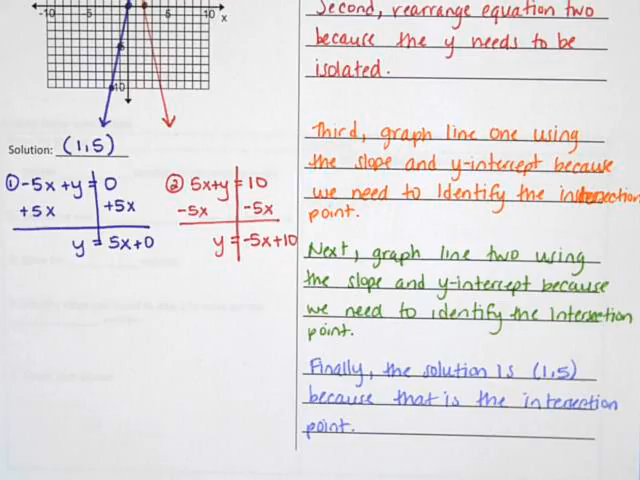 -10
-5
5
10
x
-5
-10
Solution: (1,5)
① -5x + y = 0
+5x +5x
y = 5x+0
② 5x+y = 10
-5x -5x
y = -5x+10
Second, rearrange equation two
because the y needs to be
isolated.
Third, graph line one using
the slope and y-intercept because
we need to identify the intersection
point.
Next, graph line two using
the slope and y-intercept because
we need to identify the intersection
point.
Finally, the solution is (1,5)
because that is the intersection
point.